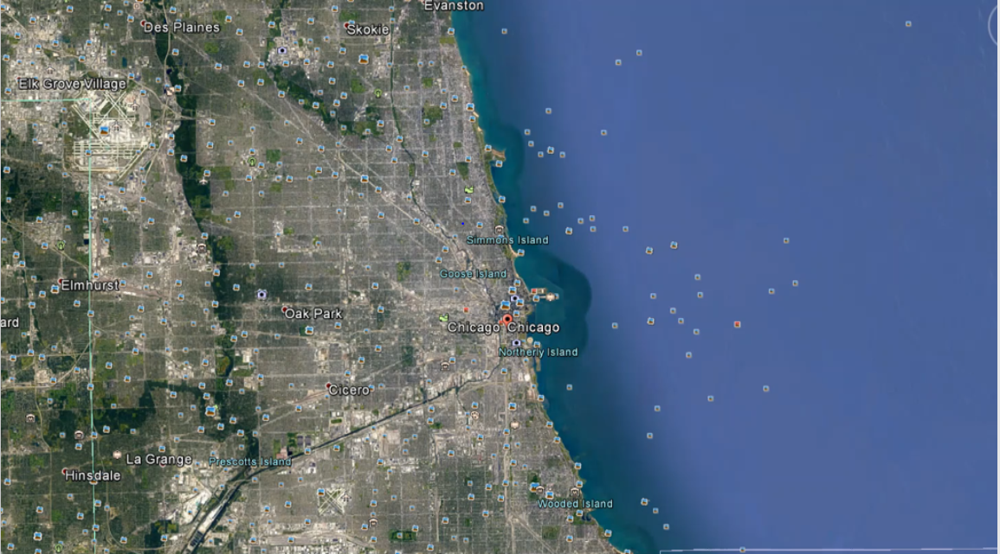 Evanston
Des Plaines
Skokie
Elk Grove Village
Simmons Island
Goose Island
Elmhurst
Oak Park
ard
Chicago Chicago
Northerly Island
Cicero
La Grange
Prescotts Island
Hinsdale
Wooded Island